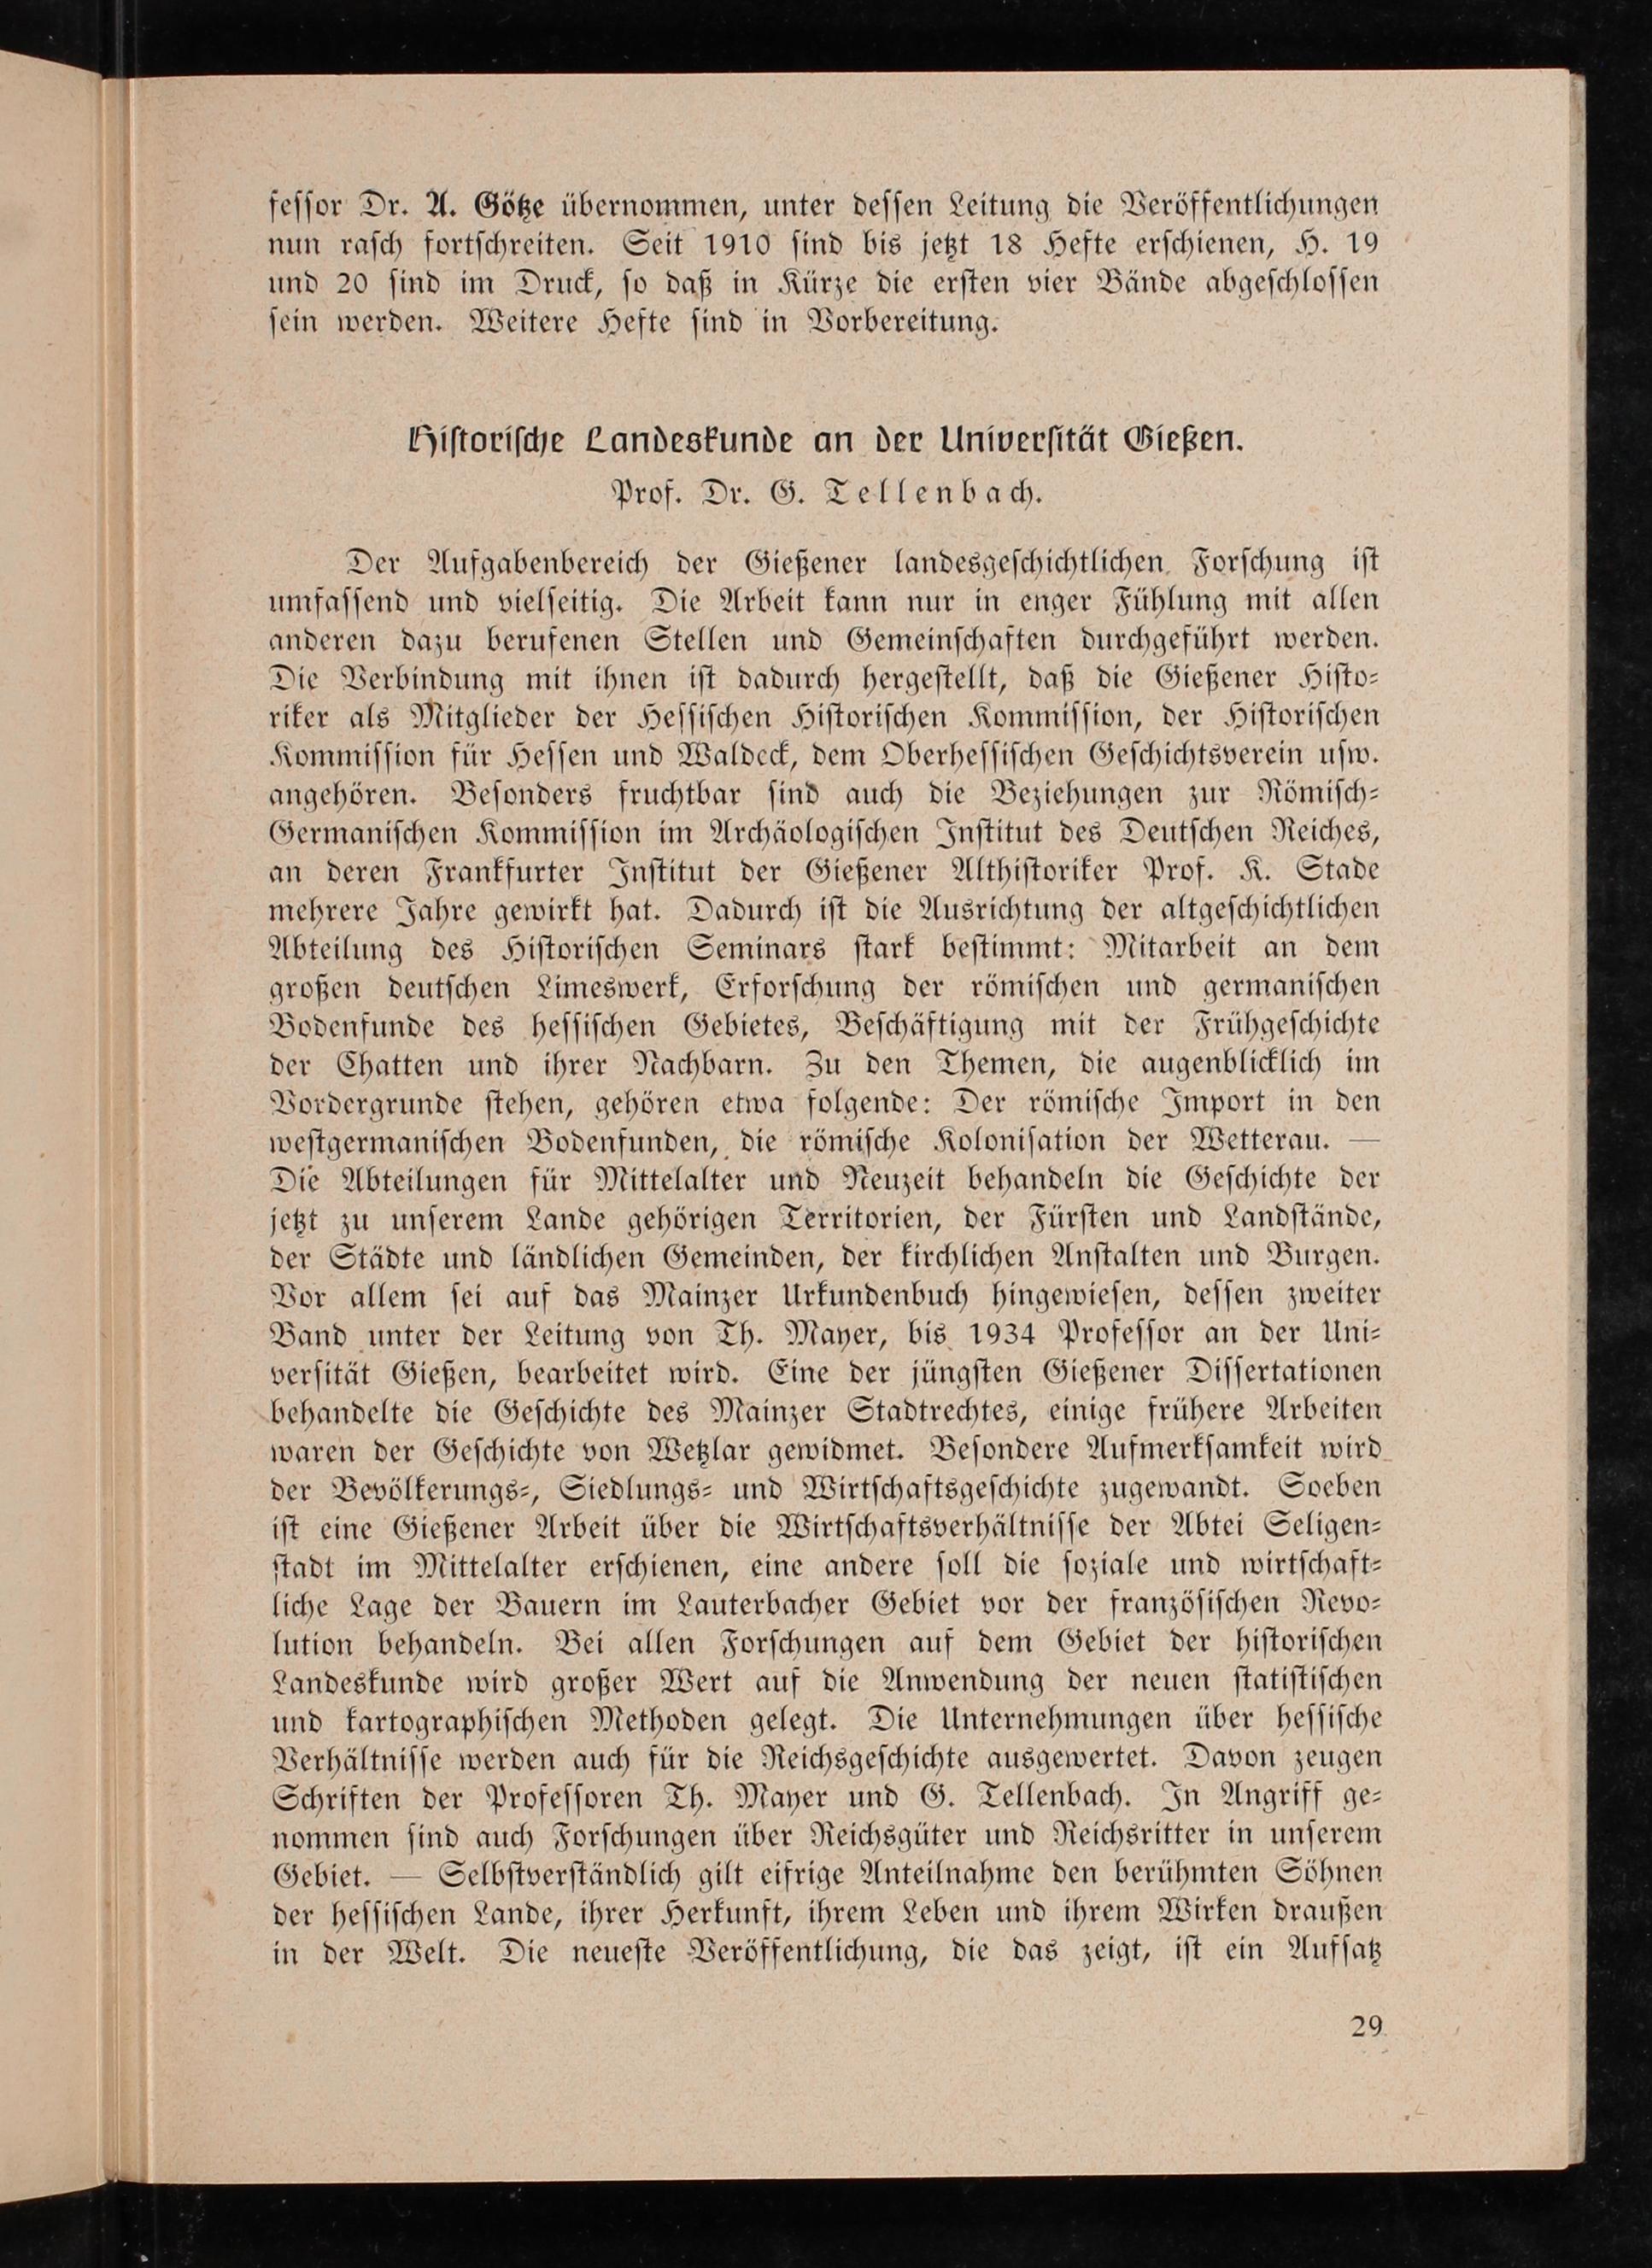 fessor Dr. A. Götze übernommen, unter dessen Leitung die Veröffentlichungen
nun rasch fortschreiten. Seit 1910 sind bis jetzt 18 Hefte erschienen, H. 19
und 20 sind im Druck, so daß in Kürze die ersten vier Bände abgeschlossen
sein werden. Weitere Hefte sind in Vorbereitung.
Historische Landeskunde an der Universität Gießen.
Prof. Dr. G. Tellenbach.
Der Aufgabenbereich der Gießener landesgeschichtlichen Forschung ist
umfassend und vielseitig. Die Arbeit kann nur in enger Fühlung mit allen
anderen dazu berufenen Stellen und Gemeinschaften durchgeführt werden.
Die Verbindung mit ihnen ist dadurch hergestellt, daß die Gießener Histo-
riker als Mitglieder der Hessischen Historischen Kommission, der Historischen
Kommission für Hessen und Waldeck, dem Oberhessischen Geschichtsverein usw.
angehören. Besonders fruchtbar sind auch die Beziehungen zur Römisch-
Germanischen Kommission im Archäologischen Institut des Deutschen Reiches,
an deren Frankfurter Institut der Gießener Althistoriker Prof. K. Stade
mehrere Jahre gewirkt hat. Dadurch ist die Ausrichtung der altgeschichtlichen
Abteilung des Historischen Seminars stark bestimmt: Mitarbeit an dem
großen deutschen Limeswerk, Erforschung der römischen und germanischen
Bodenfunde des hessischen Gebietes, Beschäftigung mit der Frühgeschichte
der Chatten und ihrer Nachbarn. Zu den Themen, die augenblicklich im
Vordergrunde stehen, gehören etwa folgende: Der römische Import in den
westgermanischen Bodenfunden, die römische Kolonisation der Wetterau. —
Die Abteilungen für Mittelalter und Neuzeit behandeln die Geschichte der
jetzt zu unserem Lande gehörigen Territorien, der Fürsten und Landstände,
der Städte und ländlichen Gemeinden, der kirchlichen Anstalten und Burgen.
Vor allem sei auf das Mainzer Urkundenbuch hingewiesen, dessen zweiter
Band unter der Leitung von Th. Mayer, bis 1934 Professor an der Uni-
versität Gießen, bearbeitet wird. Eine der jüngsten Gießener Dissertationen
behandelte die Geschichte des Mainzer Stadtrechtes, einige frühere Arbeiten
waren der Geschichte von Wetzlar gewidmet. Besondere Aufmerksamkeit wird
der Bevölkerungs-, Siedlungs- und Wirtschaftsgeschichte zugewandt. Soeben
ist eine Gießener Arbeit über die Wirtschaftsverhältnisse der Abtei Seligen-
stadt im Mittelalter erschienen, eine andere soll die soziale und wirtschaft-
liche Lage der Bauern im Lauterbacher Gebiet vor der französischen Revo-
lution behandeln. Bei allen Forschungen auf dem Gebiet der historischen
Landeskunde wird großer Wert auf die Anwendung der neuen statistischen
und kartographischen Methoden gelegt. Die Unternehmungen über hessische
Verhältnisse werden auch für die Reichsgeschichte ausgewertet. Davon zeugen
Schriften der Professoren Th. Mayer und G. Tellenbach. In Angriff ge-
nommen sind auch Forschungen über Reichsgüter und Reichsritter in unserem
Gebiet. — Selbstverständlich gilt eifrige Anteilnahme den berühmten Söhnen
der hessischen Lande, ihrer Herkunft, ihrem Leben und ihrem Wirken draußen
in der Welt. Die neueste Veröffentlichung, die das zeigt, ist ein Aufsatz
29